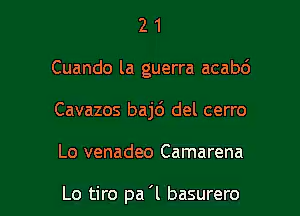 2 1
Cuando la guerra acabó
Cavazos bajó del cerro
Lo venadeo Camarena
Lo tiro pa'l basurero